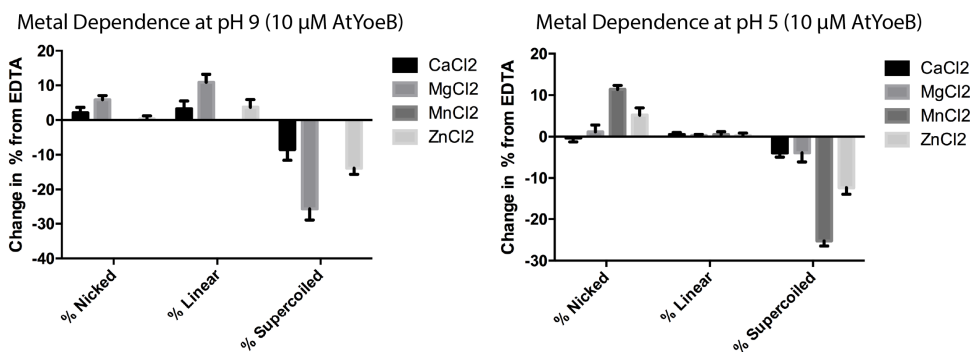 Metal Dependence at pH 9 (10 µM AtYoeB)
Change in % from EDTA
20
10
0
-10
-20
-30
-40
% Nicked
% Linear
% Supercoiled
CaCl2
MgCl2
MnCl2
ZnCl2
Metal Dependence at pH 5 (10 µM AtYoeB)
Change in % from EDTA
20
10
0
-10
-20
-30
% Nicked
% Linear
% Supercoiled
CaCl2
MgCl2
MnCl2
ZnCl2